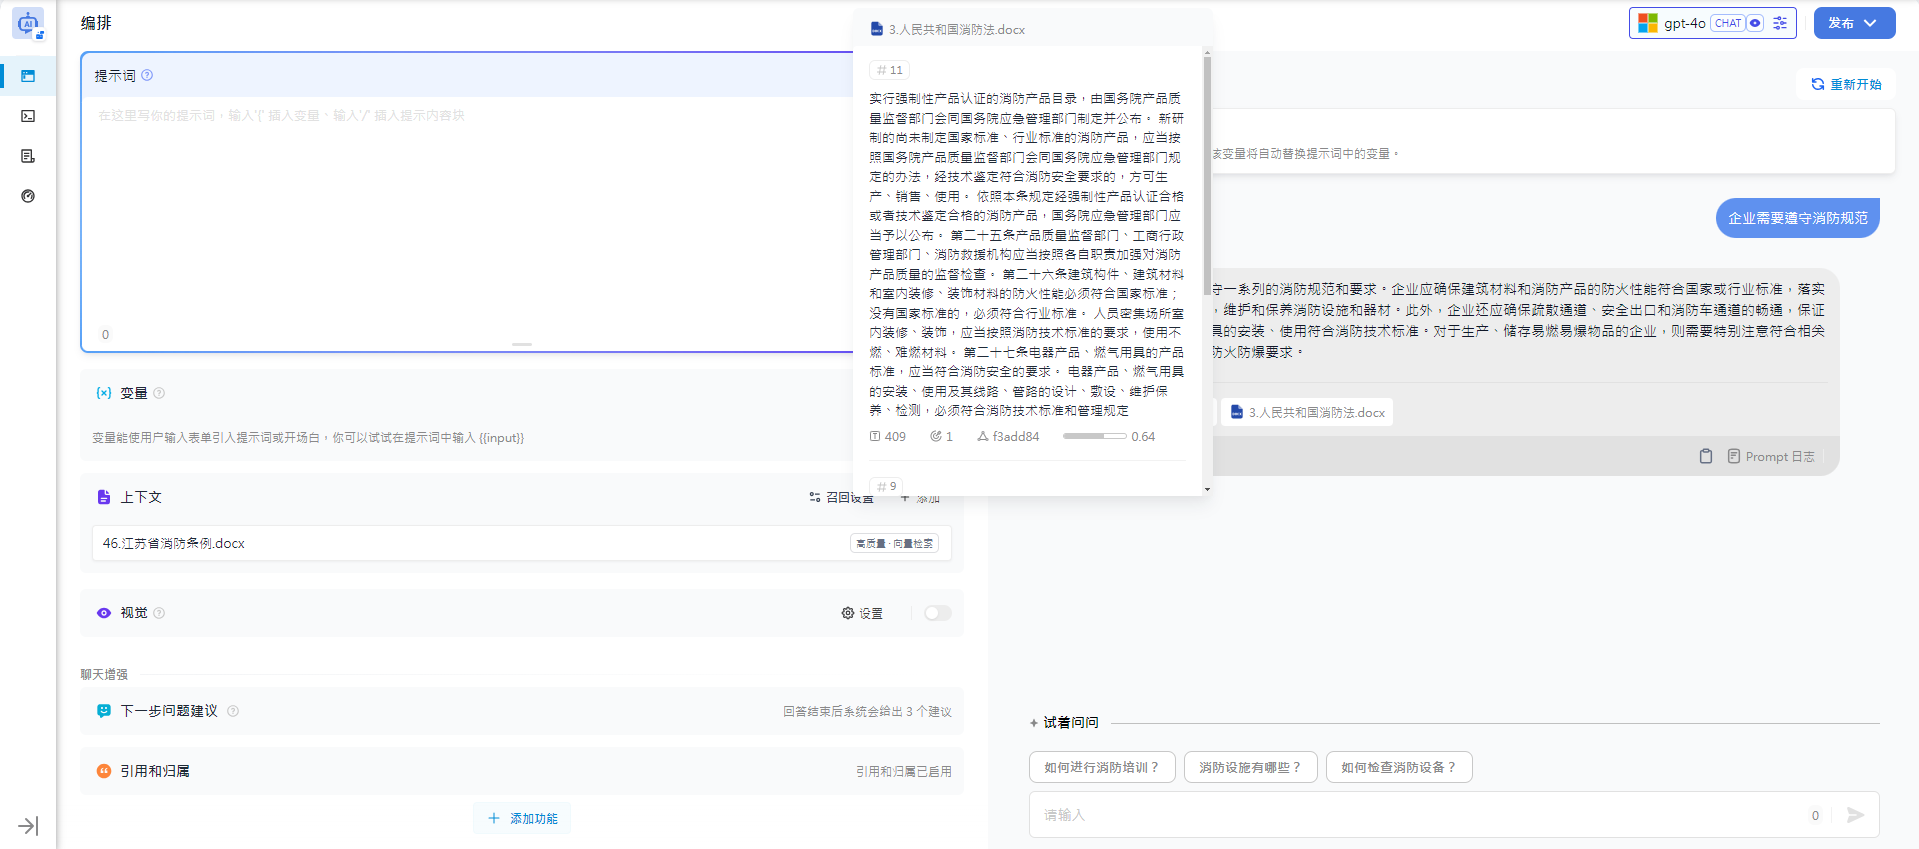 编排
提示词
在这里写你的提示词，输入'{' 插入变量、输入'/' 插入提示内容块
0
变量
变量能使用户输入表单引入提示词或开场白，你可以试试在提示词中输入 {{input}}
上下文
召回设置
添加
46.江苏省消防条例.docx
高质量 · 向量检索
视觉
设置
聊天增强
下一步问题建议
回答结束后系统会给出 3 个建议
引用和归属
引用和归属已启用
添加功能
3.人民共和国消防法.docx
# 11
实行强制性产品认证的消防产品目录，由国务院产品质
量监督部门会同国务院应急管理部门制定并公布。 新研
制的尚未制定国家标准、行业标准的消防产品，应当按
照国务院产品质量监督部门会同国务院应急管理部门规
定的办法，经技术鉴定符合消防安全要求的，方可生
产、销售、使用。 依照本条规定经强制性产品认证合格
或者技术鉴定合格的消防产品，国务院应急管理部门应
当予以公布。 第二十五条产品质量监督部门、工商行政
管理部门、消防救援机构应当按照各自职责加强对消防
产品质量的监督检查。 第二十六条建筑构件、建筑材料
和室内装修、装饰材料的防火性能必须符合国家标准；
没有国家标准的，必须符合行业标准。 人员密集场所室
内装修、装饰，应当按照消防技术标准的要求，使用不
燃、难燃材料。 第二十七条电器产品、燃气用具的产品
标准，应当符合消防安全的要求。 电器产品、燃气用具
的安装、使用及其线路、管路的设计、敷设、维护保
养、检测，必须符合消防技术标准和管理规定
409
1
f3add84
0.64
# 9
gpt-4o
CHAT
发布
重新开始
该变量将自动替换提示词中的变量。
企业需要遵守消防规范
守一系列的消防规范和要求。企业应确保建筑材料和消防产品的防火性能符合国家或行业标准，落实
，维护和保养消防设施和器材。此外，企业还应确保疏散通道、安全出口和消防车通道的畅通，保证
具的安装、使用符合消防技术标准。对于生产、储存易燃易爆物品的企业，则需要特别注意符合相关
防火防爆要求。
3.人民共和国消防法.docx
Prompt 日志
试着问问
如何进行消防培训？
消防设施有哪些？
如何检查消防设备？
请输入
0